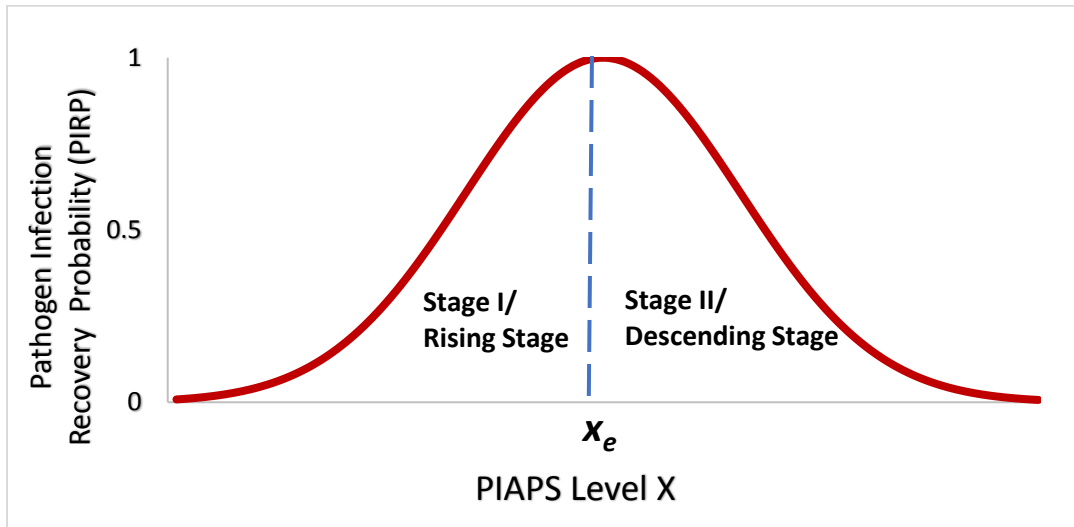 Pathogen Infection
Recovery Probability (PIRP)
1
0.5
0
Stage I/
Rising Stage
Stage II/
Descending Stage
xe
PIAPS Level X